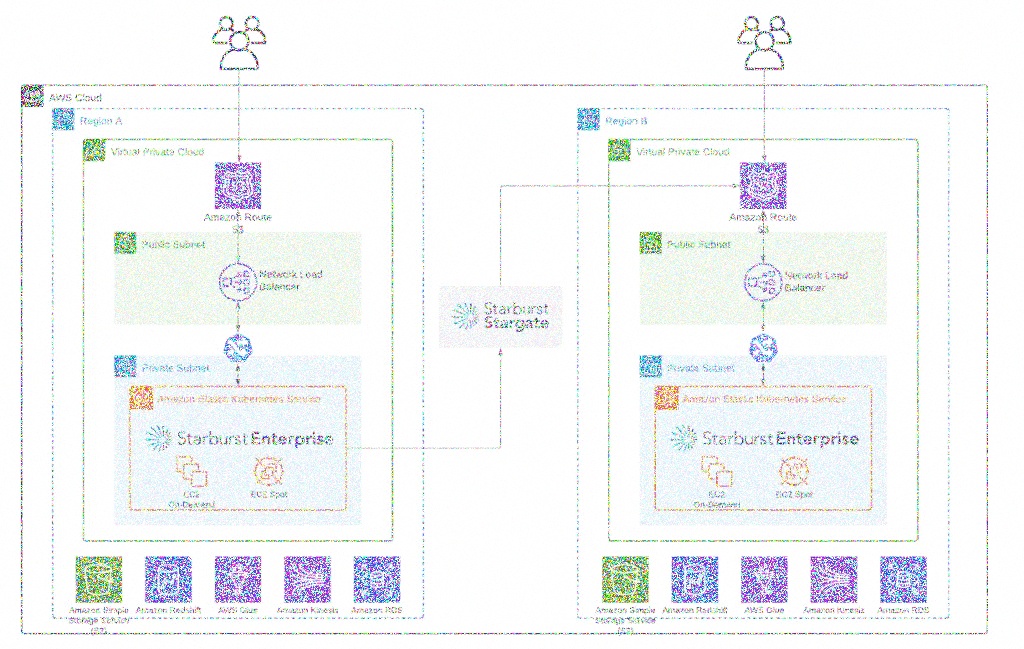 AWS Cloud
Region A
Virtual Private Cloud
Amazon Route
53
Public Subnet
Network Load
Balancer
Private Subnet
Amazon Elastic Kubernetes Service
Starburst Enterprise
EC2
On-Demand
EC2 Spot
Amazon Simple
Storage Service
(S3)
Amazon Redshift
AWS Glue
Amazon Kinesis
Amazon RDS
Starburst
Stargate
Region B
Virtual Private Cloud
Amazon Route
53
Public Subnet
Network Load
Balancer
Private Subnet
Amazon Elastic Kubernetes Service
Starburst Enterprise
EC2
On-Demand
EC2 Spot
Amazon Simple
Storage Service
(S3)
Amazon Redshift
AWS Glue
Amazon Kinesis
Amazon RDS